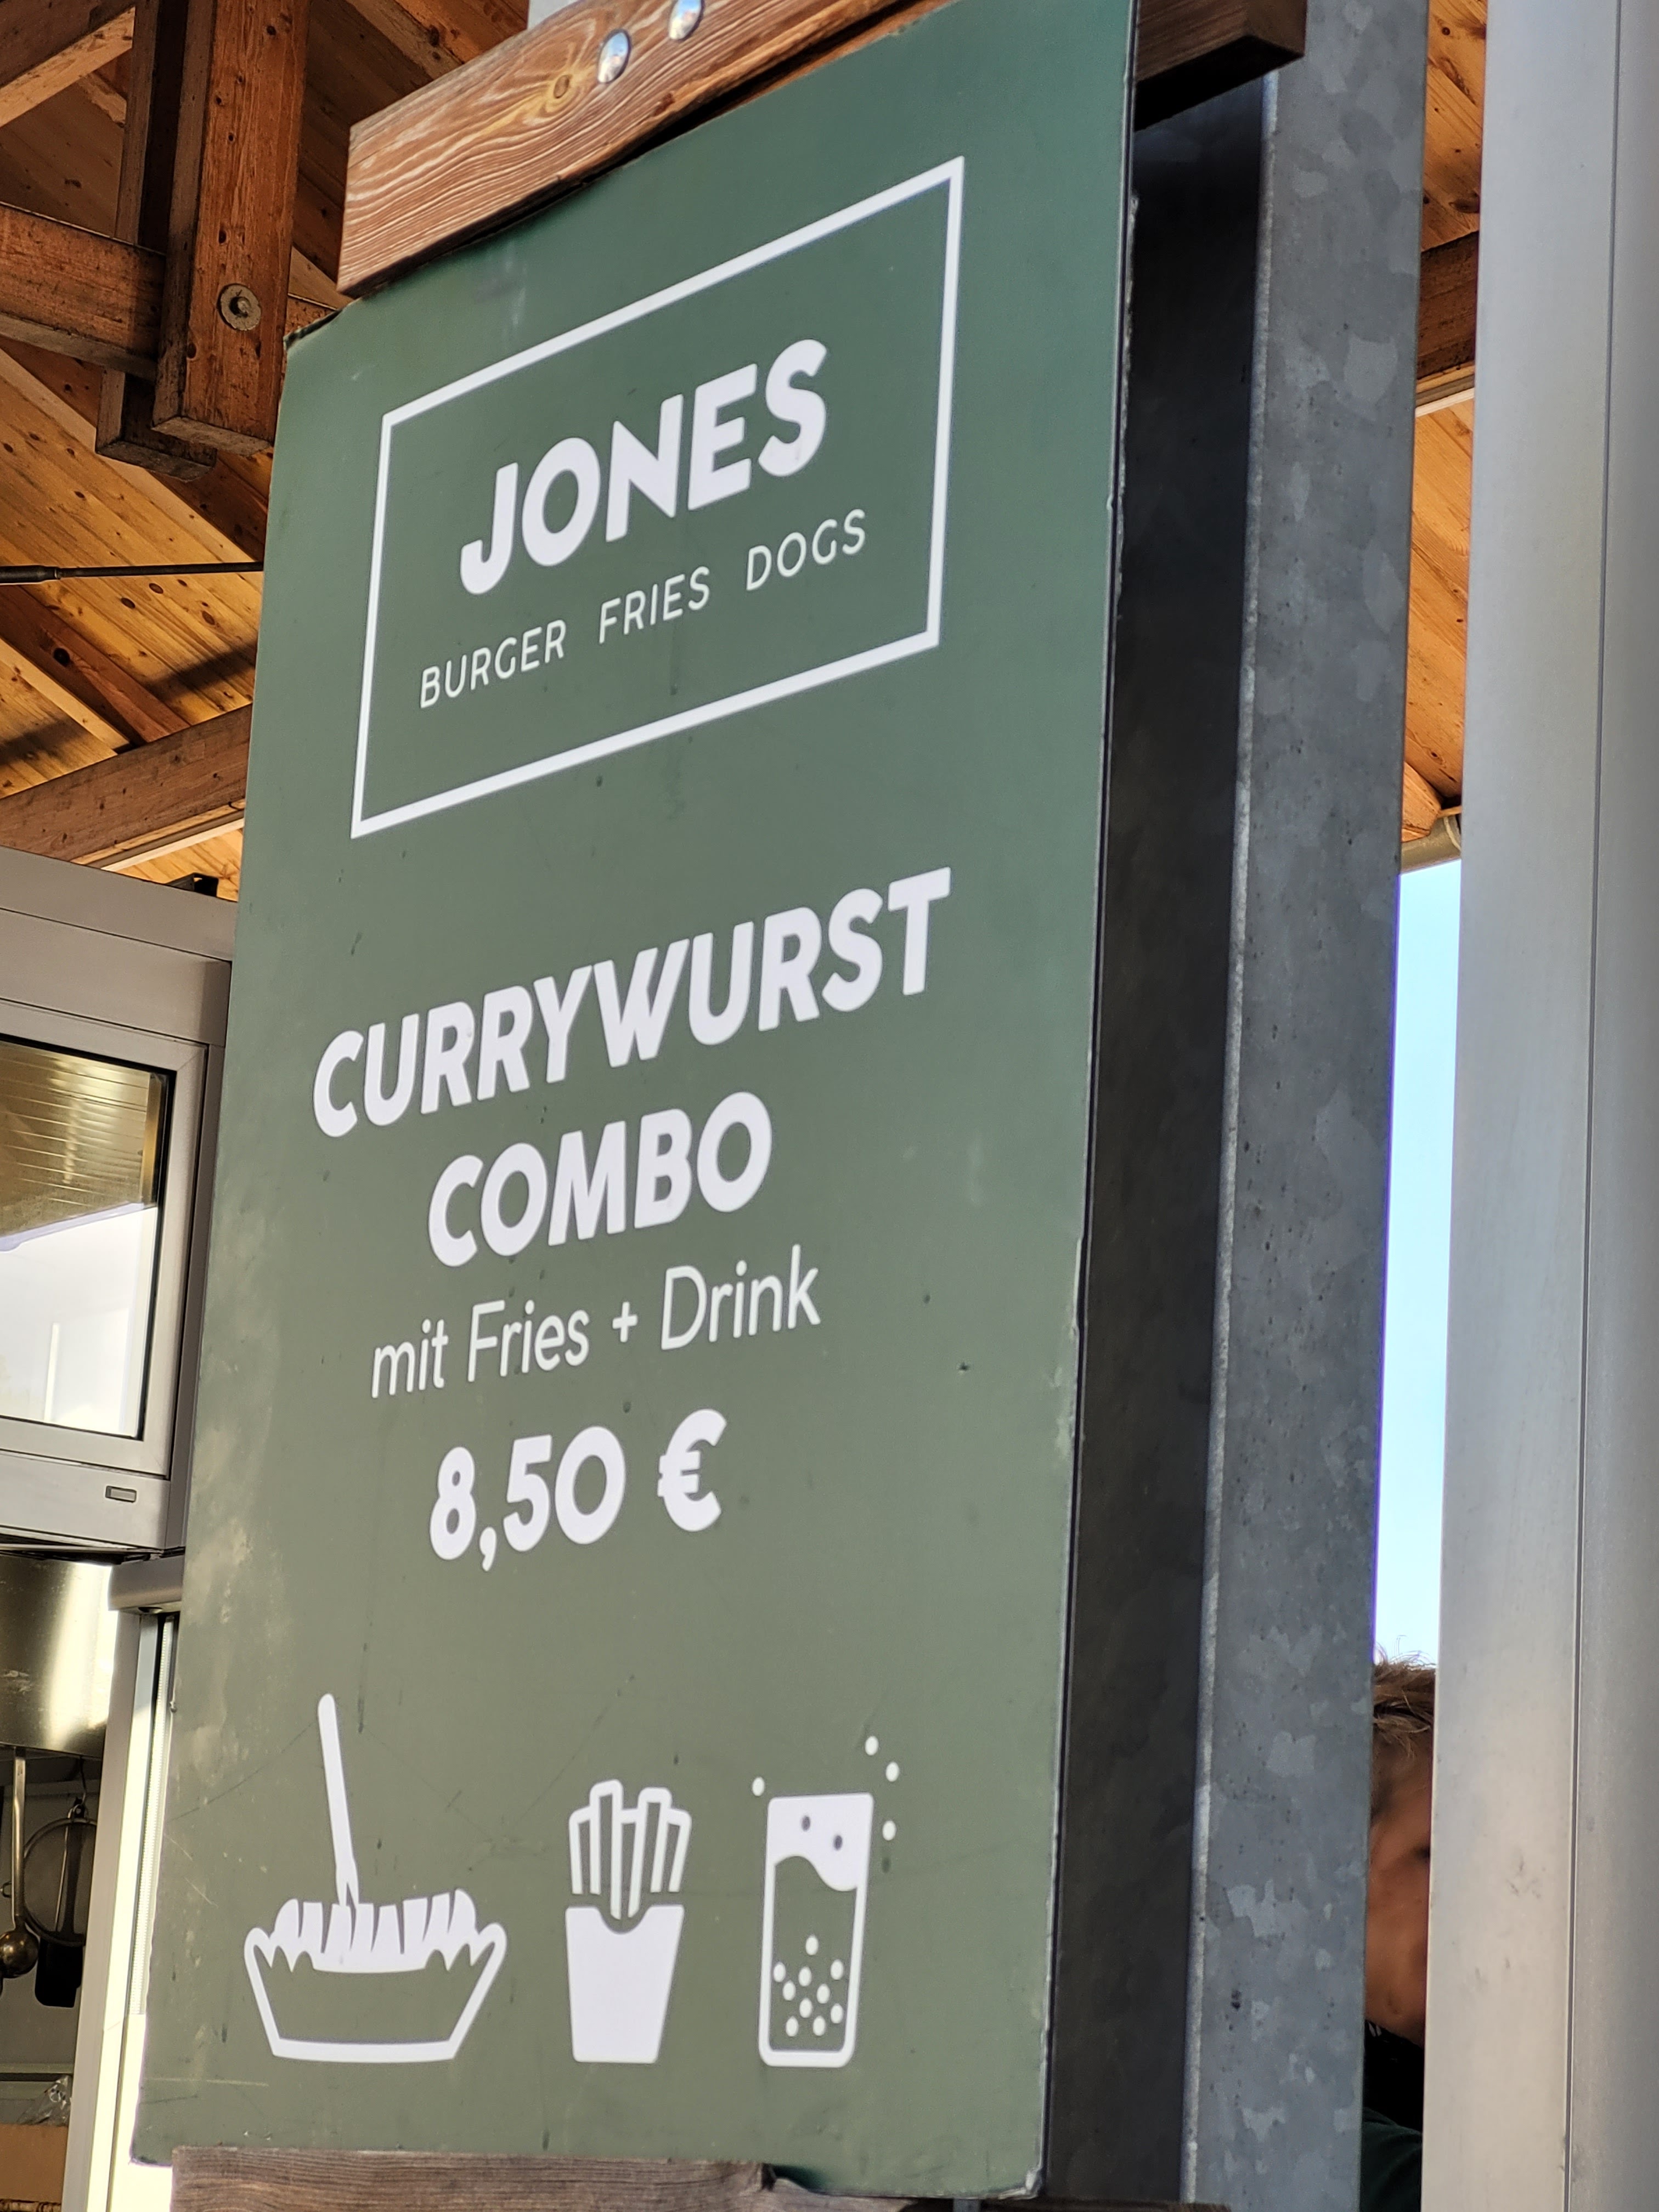 JONES
BURGER FRIES DOGS
CURRYWURST
COMBO
mit Fries + Drink
8,50 €